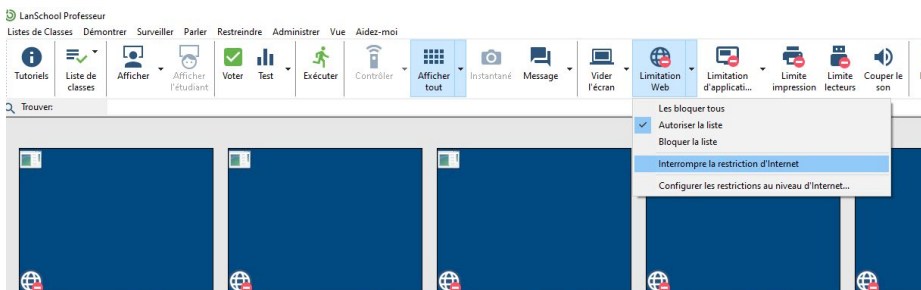 LanSchool Professeur
Listes de Classes Démontrer Surveiller Parler Restreindre Administrer Vue Aidez-moi
Tutoriels
Liste de classes
Afficher
Afficher l'étudiant
Voter
Test
Exécuter
Contrôler
Afficher tout
Instantané
Message
Vider l'écran
Limitation Web
Limitation d'applicati...
Limite impression
Limite lecteurs
Couper le son
Trouver:
Les bloquer tous
Autoriser la liste
Bloquer la liste
Interrompre la restriction d'Internet
Configurer les restrictions au niveau d'Internet...